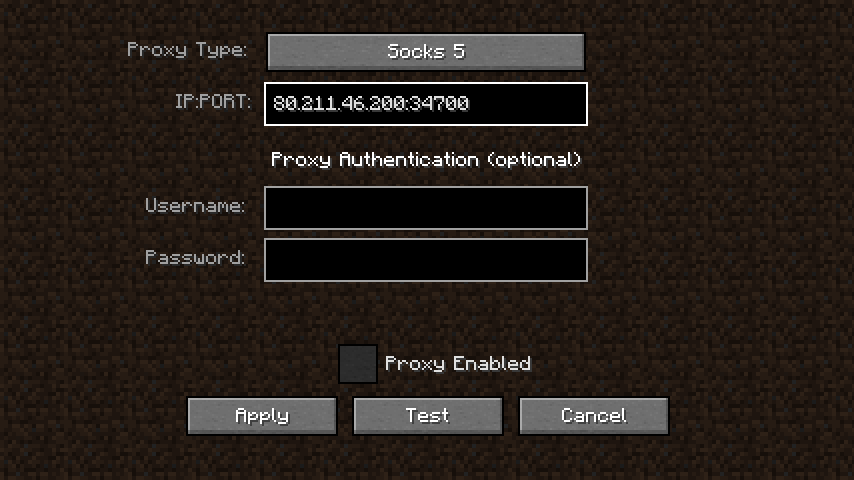 Proxy Type: Socks 5
IP:PORT: 80.211.46.200:34700
Proxy Authentication (optional)
Username:
Password:
Proxy Enabled
Apply Test Cancel